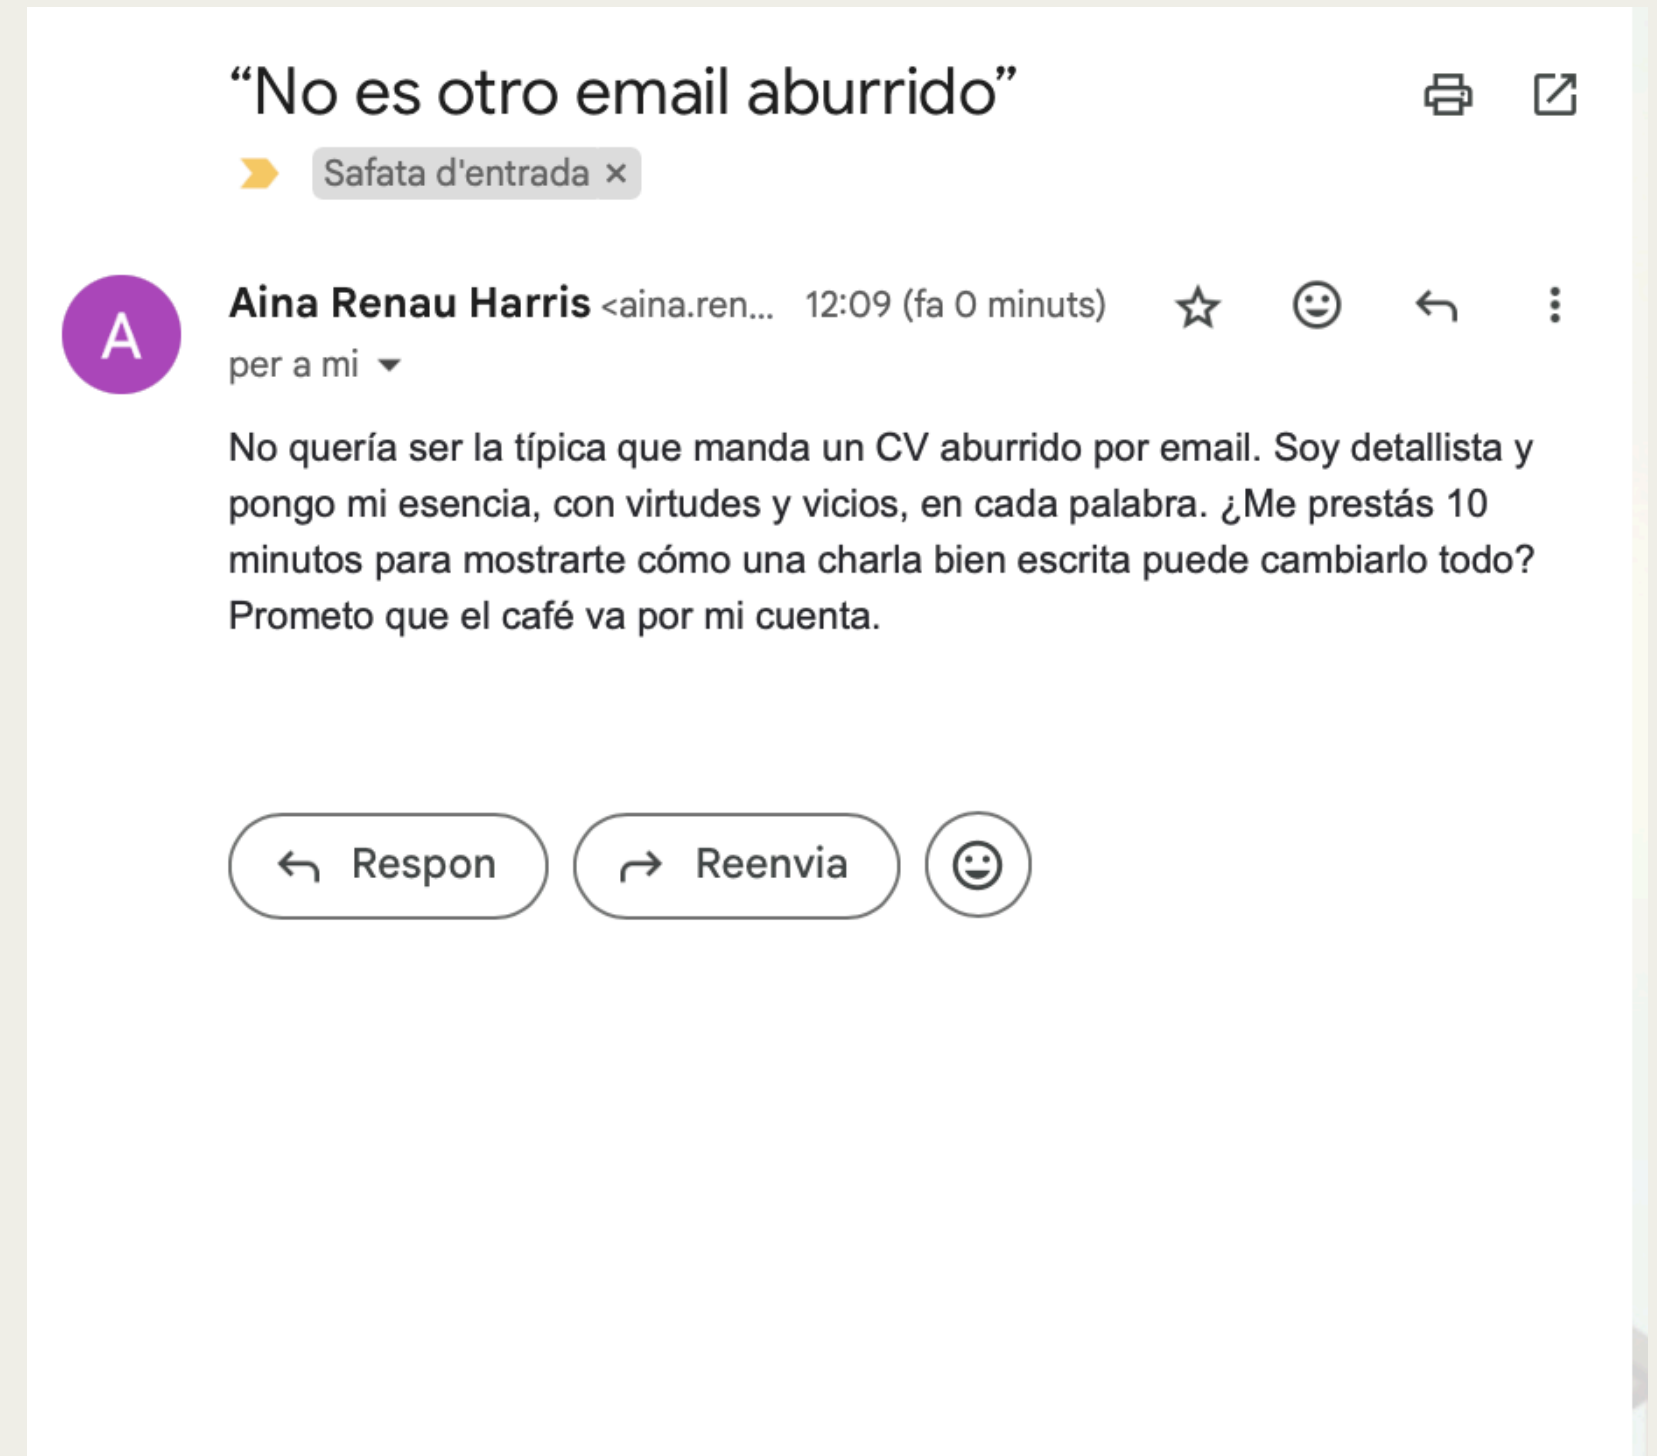 “No es otro email aburrido”
Safata d'entrada ×
A
Aina Renau Harris <aina.ren... 12:09 (fa 0 minuts)
per a mi
No quería ser la típica que manda un CV aburrido por email. Soy detallista y
pongo mi esencia, con virtudes y vicios, en cada palabra. ¿Me prestás 10
minutos para mostrarte cómo una charla bien escrita puede cambiarlo todo?
Prometo que el café va por mi cuenta.
Respon Reenvia